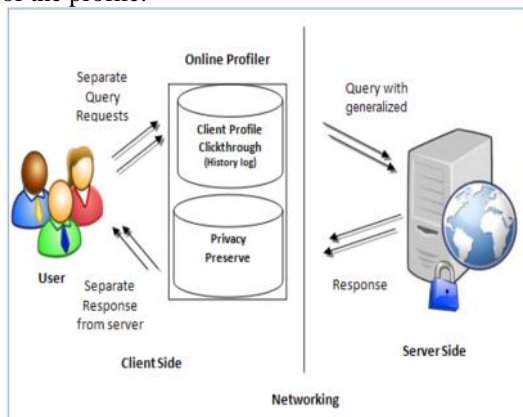 of the profile.
Online Profiler
Separate
Query
Requests
Client Profile
Clickthrough
(History log)
Query with
generalized
Privacy
Preserve
User
Separate
Response
from server
Response
Client Side
Server Side
Networking